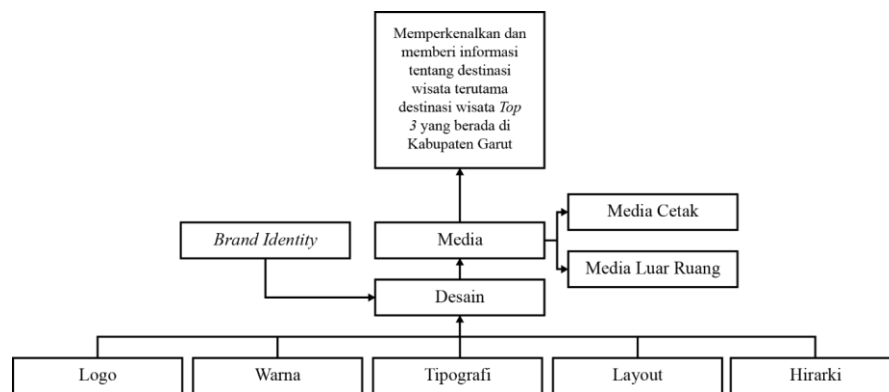 Memperkenalkan dan
memberi informasi
tentang destinasi
wisata terutama
destinasi wisata Top
3 yang berada di
Kabupaten Garut
Media Cetak
Brand Identity
Media
Media Luar Ruang
Desain
Logo
Warna
Tipografi
Layout
Hirarki